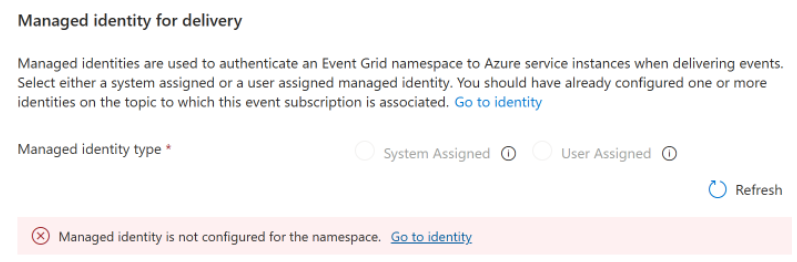 Managed identity for delivery
Managed identities are used to authenticate an Event Grid namespace to Azure service instances when delivering events.
Select either a system assigned or a user assigned managed identity. You should have already configured one or more
identities on the topic to which this event subscription is associated. Go to identity
Managed identity type * System Assigned User Assigned
Refresh
Managed identity is not configured for the namespace. Go to identity